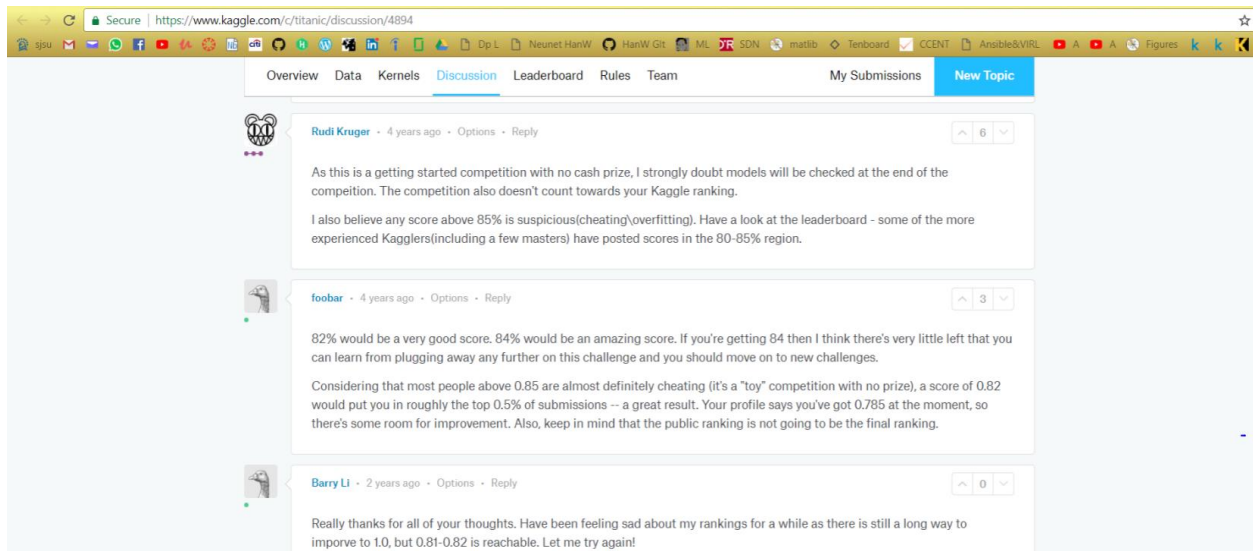 Secure | https://www.kaggle.com/c/titanic/discussion/4894
sjsu Dp L Neunet HanW HanW Git ML SDN matlib Tenboard CCENT Ansible&VIRL A A Figures
Overview Data Kernels Discussion Leaderboard Rules Team My Submissions New Topic
Rudi Kruger • 4 years ago • Options • Reply 6
As this is a getting started competition with no cash prize, I strongly doubt models will be checked at the end of the
compeition. The competition also doesn't count towards your Kaggle ranking.
I also believe any score above 85% is suspicious(cheating\overfitting). Have a look at the leaderboard - some of the more
experienced Kagglers(including a few masters) have posted scores in the 80-85% region.
foobar • 4 years ago • Options • Reply 3
82% would be a very good score. 84% would be an amazing score. If you're getting 84 then I think there's very little left that you
can learn from plugging away any further on this challenge and you should move on to new challenges.
Considering that most people above 0.85 are almost definitely cheating (it's a "toy" competition with no prize), a score of 0.82
would put you in roughly the top 0.5% of submissions -- a great result. Your profile says you've got 0.785 at the moment, so
there's some room for improvement. Also, keep in mind that the public ranking is not going to be the final ranking.
Barry Li • 2 years ago • Options • Reply 0
Really thanks for all of your thoughts. Have been feeling sad about my rankings for a while as there is still a long way to
imporve to 1.0, but 0.81-0.82 is reachable. Let me try again!